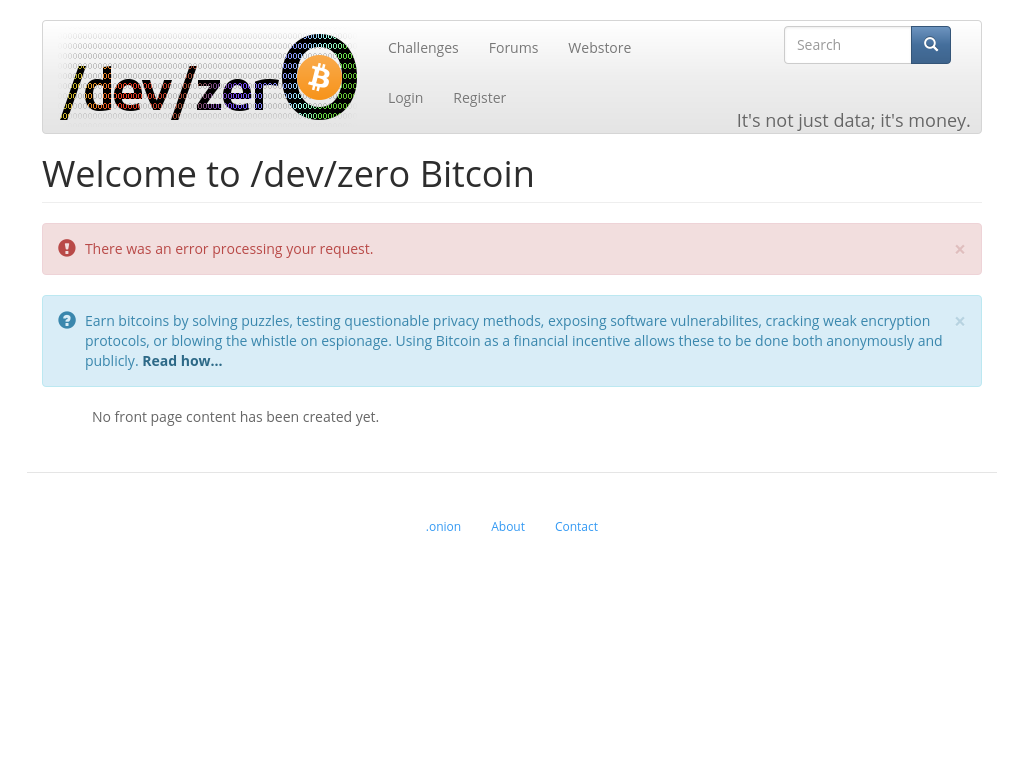 /dev/zero
Challenges Forums Webstore
Search
Login Register
It's not just data; it's money.
Welcome to /dev/zero Bitcoin
There was an error processing your request.
×
Earn bitcoins by solving puzzles, testing questionable privacy methods, exposing software vulnerabilites, cracking weak encryption
×
protocols, or blowing the whistle on espionage. Using Bitcoin as a financial incentive allows these to be done both anonymously and
publicly. Read how...
No front page content has been created yet.
.onion About Contact